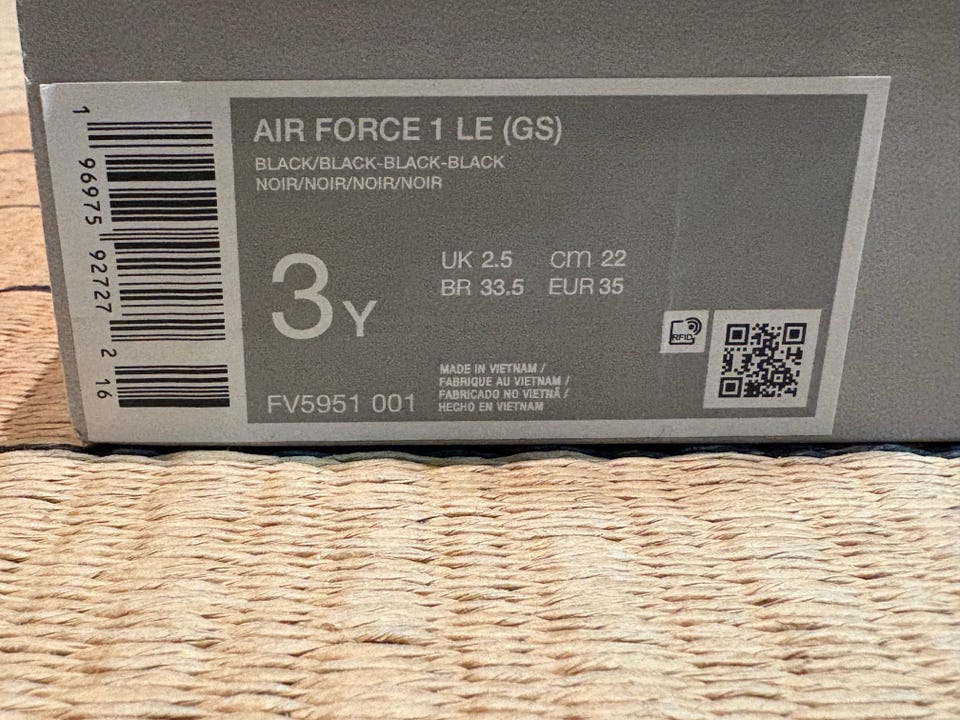 AIR FORCE 1 LE (GS)
BLACK/BLACK-BLACK-BLACK
NOIR/NOIR/NOIR/NOIR
3Y
UK 2.5 cm 22
BR 33.5 EUR 35
RFID
MADE IN VIETNAM /
FABRIQUE AU VIETNAM /
FABRICADO NO VIETNÃ /
HECHO EN VIETNAM
FV5951 001
1 96975 92727 2 16